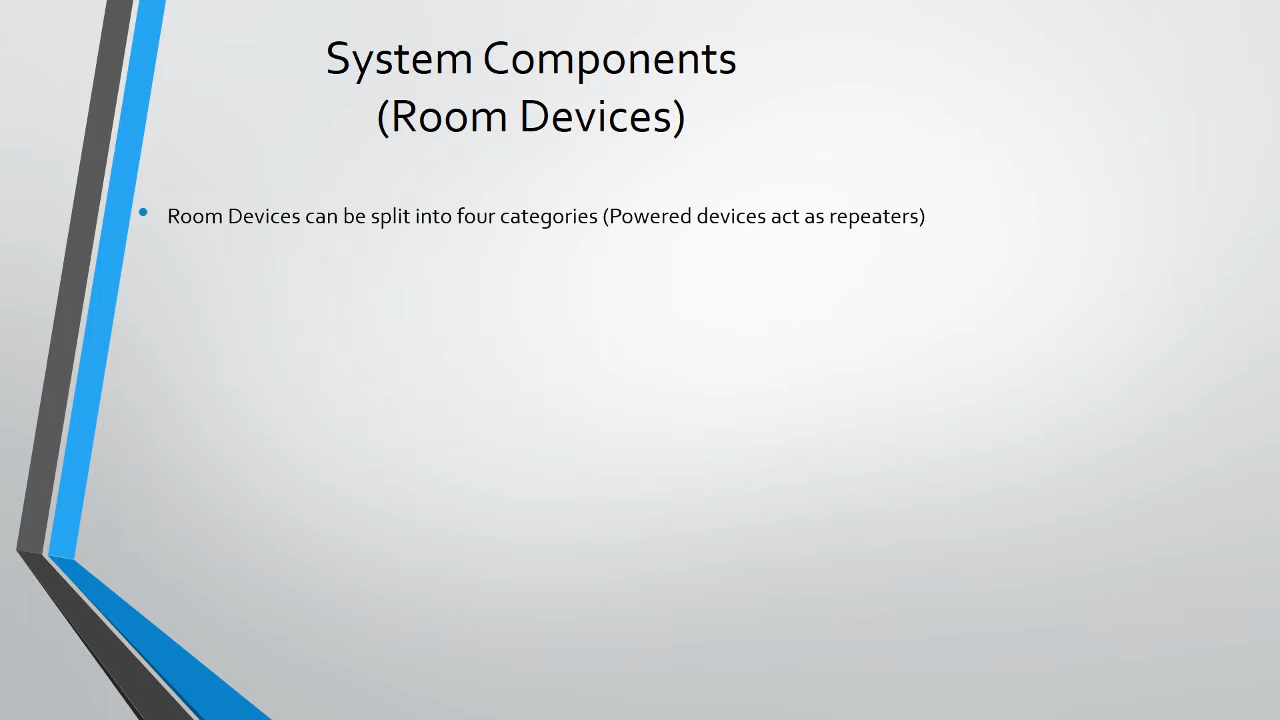 System Components
(Room Devices)
• Room Devices can be split into four categories (Powered devices act as repeaters)